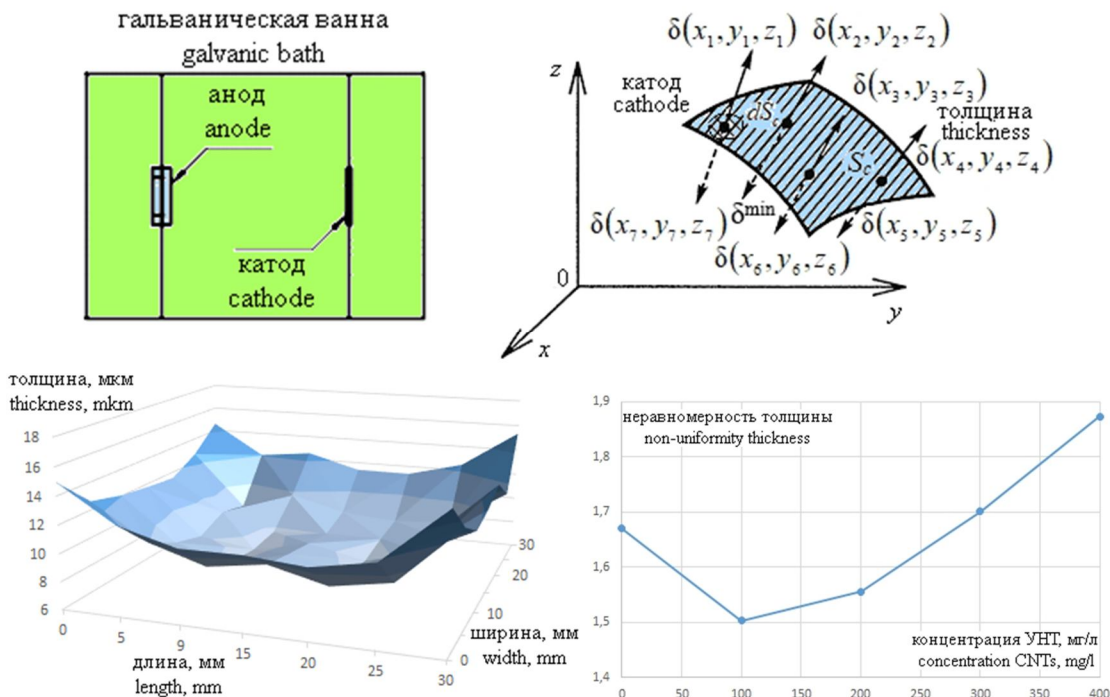 гальваническая ванна
galvanic bath
анод
anode
катод
cathode
z
катод
cathode
0
x
y
δ(x₁, y₁, z₁)
δ(x₂, y₂, z₂)
δ(x₃, y₃, z₃)
толщина
thickness
δ(x₄, y₄, z₄)
dS꜀
S꜀
δ(x₇, y₇, z₇)
δᵐⁱⁿ
δ(x₅, y₅, z₅)
δ(x₆, y₆, z₆)
толщина, мкм
thickness, mkm
18
16
14
12
10
8
6
0
5
9
15
20
25
30
длина, мм
length, mm
30
20
10
0
ширина, мм
width, mm
1,9
1,8
1,7
1,6
1,5
1,4
неравномерность толщины
non-uniformity thickness
концентрация УНТ, мг/л
concentration CNTs, mg/l
0
50
100
150
200
250
300
350
400